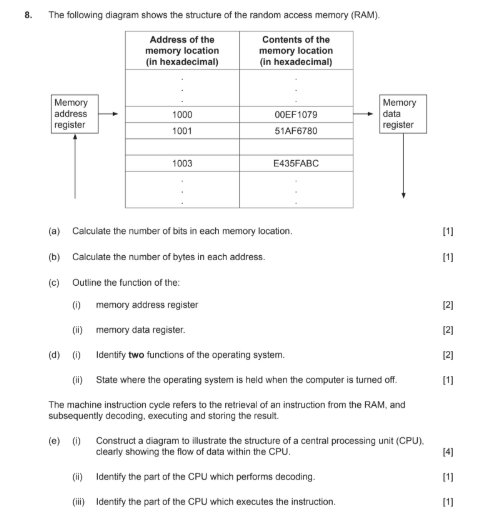 8. The following diagram shows the structure of the random access memory (RAM).
Address of the memory location (in hexadecimal)
Contents of the memory location (in hexadecimal)
. .
. .
. .
Memory address register
1000 00EF1079
1001 51AF6780
1003 E435FABC
. .
. .
. .
Memory data register
(a) Calculate the number of bits in each memory location. [1]
(b) Calculate the number of bytes in each address. [1]
(c) Outline the function of the:
(i) memory address register [2]
(ii) memory data register. [2]
(d) (i) Identify two functions of the operating system. [2]
(ii) State where the operating system is held when the computer is turned off. [1]
The machine instruction cycle refers to the retrieval of an instruction from the RAM, and
subsequently decoding, executing and storing the result.
(e) (i) Construct a diagram to illustrate the structure of a central processing unit (CPU),
clearly showing the flow of data within the CPU. [4]
(ii) Identify the part of the CPU which performs decoding. [1]
(iii) Identify the part of the CPU which executes the instruction. [1]